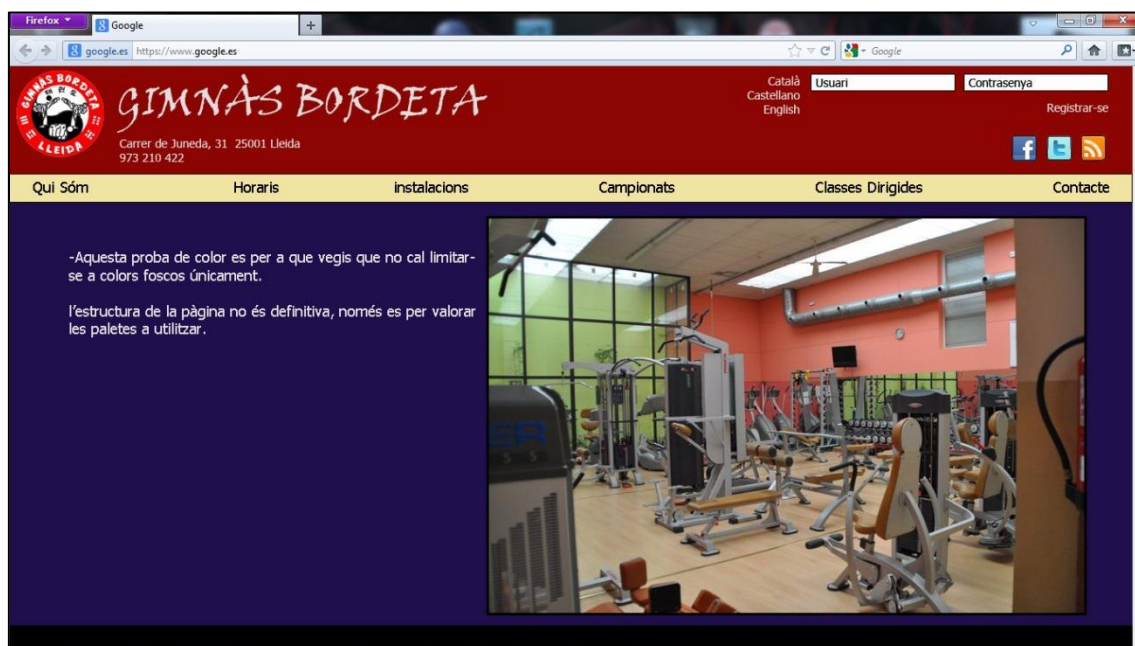 Firefox
Google
google.es https://www.google.es
Google
GIMNÀS BORDETA
LLEIDA
GIMNÀS BORDETA
Carrer de Juneda, 31 25001 Lleida
973 210 422
Català
Castellano
English
Usuari
Contrasenya
Registrar-se
Qui Sóm
Horaris
instalacions
Campionats
Classes Dirigides
Contacte
-Aquesta proba de color es per a que vegis que no cal limitar-
se a colors foscos únicament.
l'estructura de la pàgina no és definitiva, només es per valorar
les paletes a utilitzar.